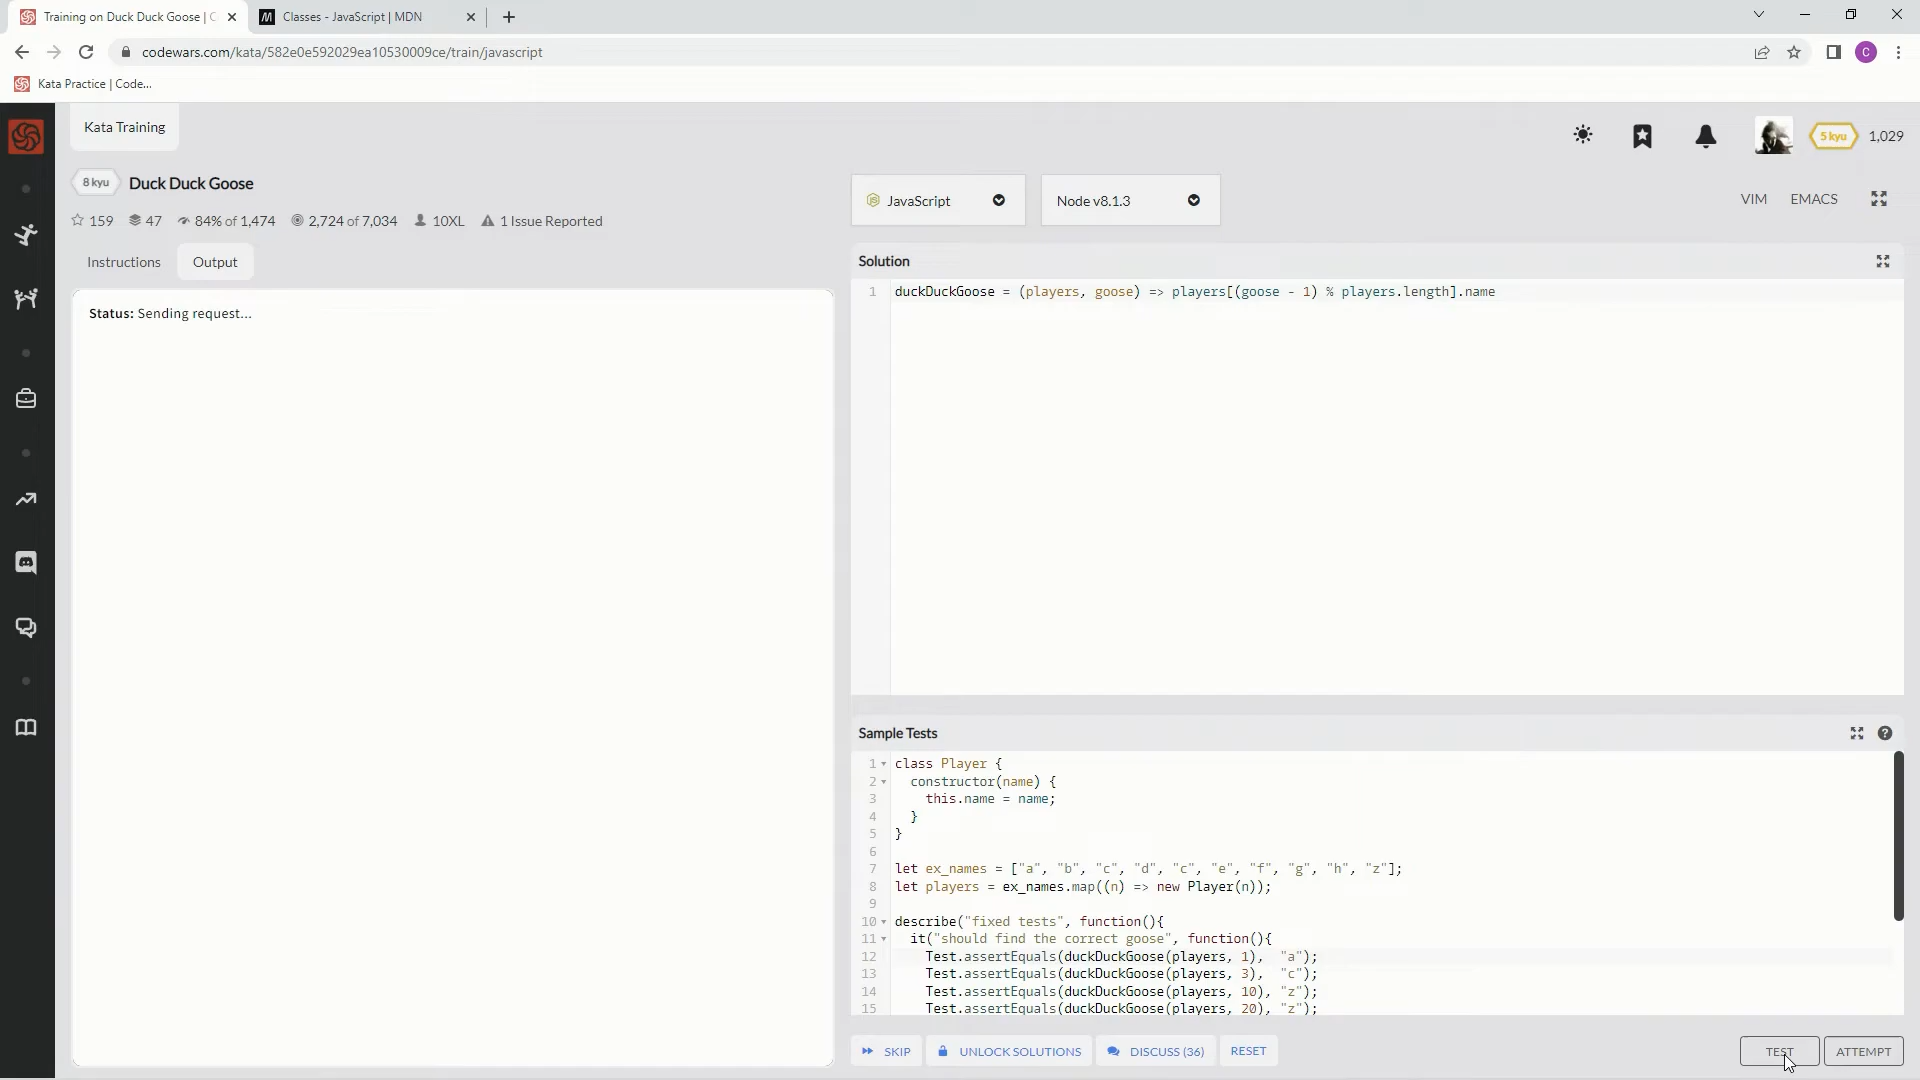 Training on Duck Duck Goose | C
Classes - JavaScript | MDN
codewars.com/kata/582e0e592029ea10530009ce/train/javascript
C
Kata Practice | Code...
Kata Training
5 kyu
1,029
8 kyu
Duck Duck Goose
159
47
84% of 1,474
2,724 of 7,034
10XL
1 Issue Reported
JavaScript
Node v8.1.3
VIM
EMACS
Instructions
Output
Status: Sending request...
Solution
1 duckDuckGoose = (players, goose) => players[(goose - 1) % players.length].name
Sample Tests
1 class Player {
2 constructor(name) {
3 this.name = name;
4 }
5 }
6
7 let ex_names = ["a", "b", "c", "d", "c", "e", "f", "g", "h", "z"];
8 let players = ex_names.map((n) => new Player(n));
9
10 describe("fixed tests", function(){
11 it("should find the correct goose", function(){
12 Test.assertEquals(duckDuckGoose(players, 1), "a");
13 Test.assertEquals(duckDuckGoose(players, 3), "c");
14 Test.assertEquals(duckDuckGoose(players, 10), "z");
15 Test.assertEquals(duckDuckGoose(players, 20), "z");
SKIP
UNLOCK SOLUTIONS
DISCUSS (36)
RESET
TEST
ATTEMPT